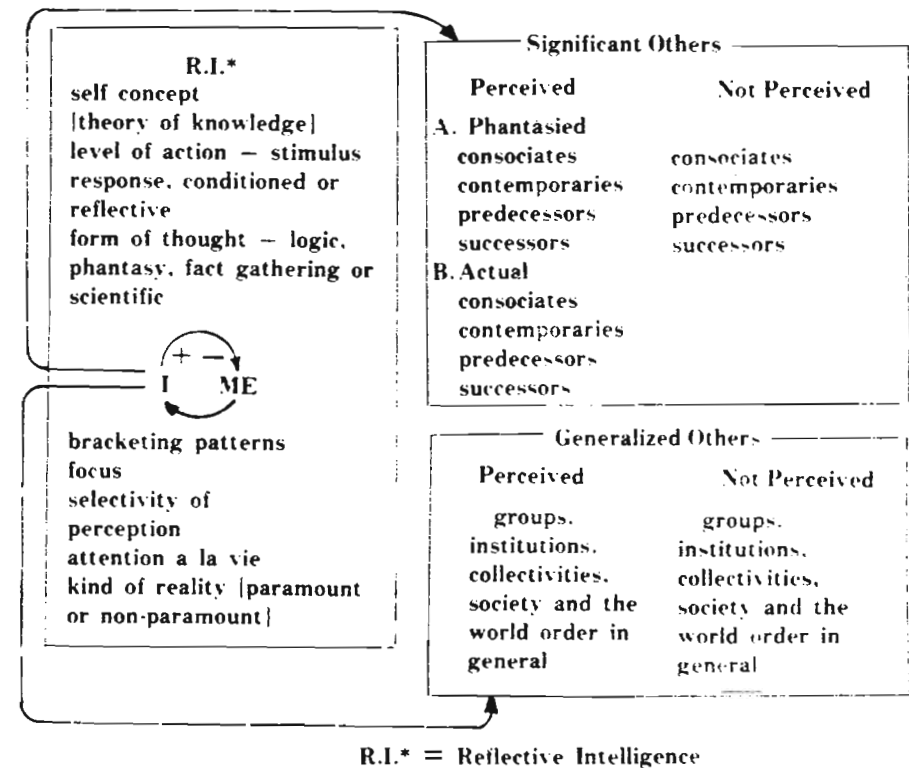 R.I.*
self concept
[theory of knowledge]
level of action — stimulus
response, conditioned or
reflective
form of thought — logic,
phantasy, fact gathering or
scientific
+ −
I ME
bracketing patterns
focus
selectivity of
perception
attention a la vie
kind of reality [paramount
or non-paramount]
Significant Others
Perceived Not Perceived
A. Phantasied
consociates consociates
contemporaries contemporaries
predecessors predecessors
successors successors
B. Actual
consociates
contemporaries
predecessors
successors
Generalized Others
Perceived Not Perceived
groups, groups,
institutions, institutions,
collectivities, collectivities,
society and the society and the
world order in world order in
general general
R.I.* = Reflective Intelligence